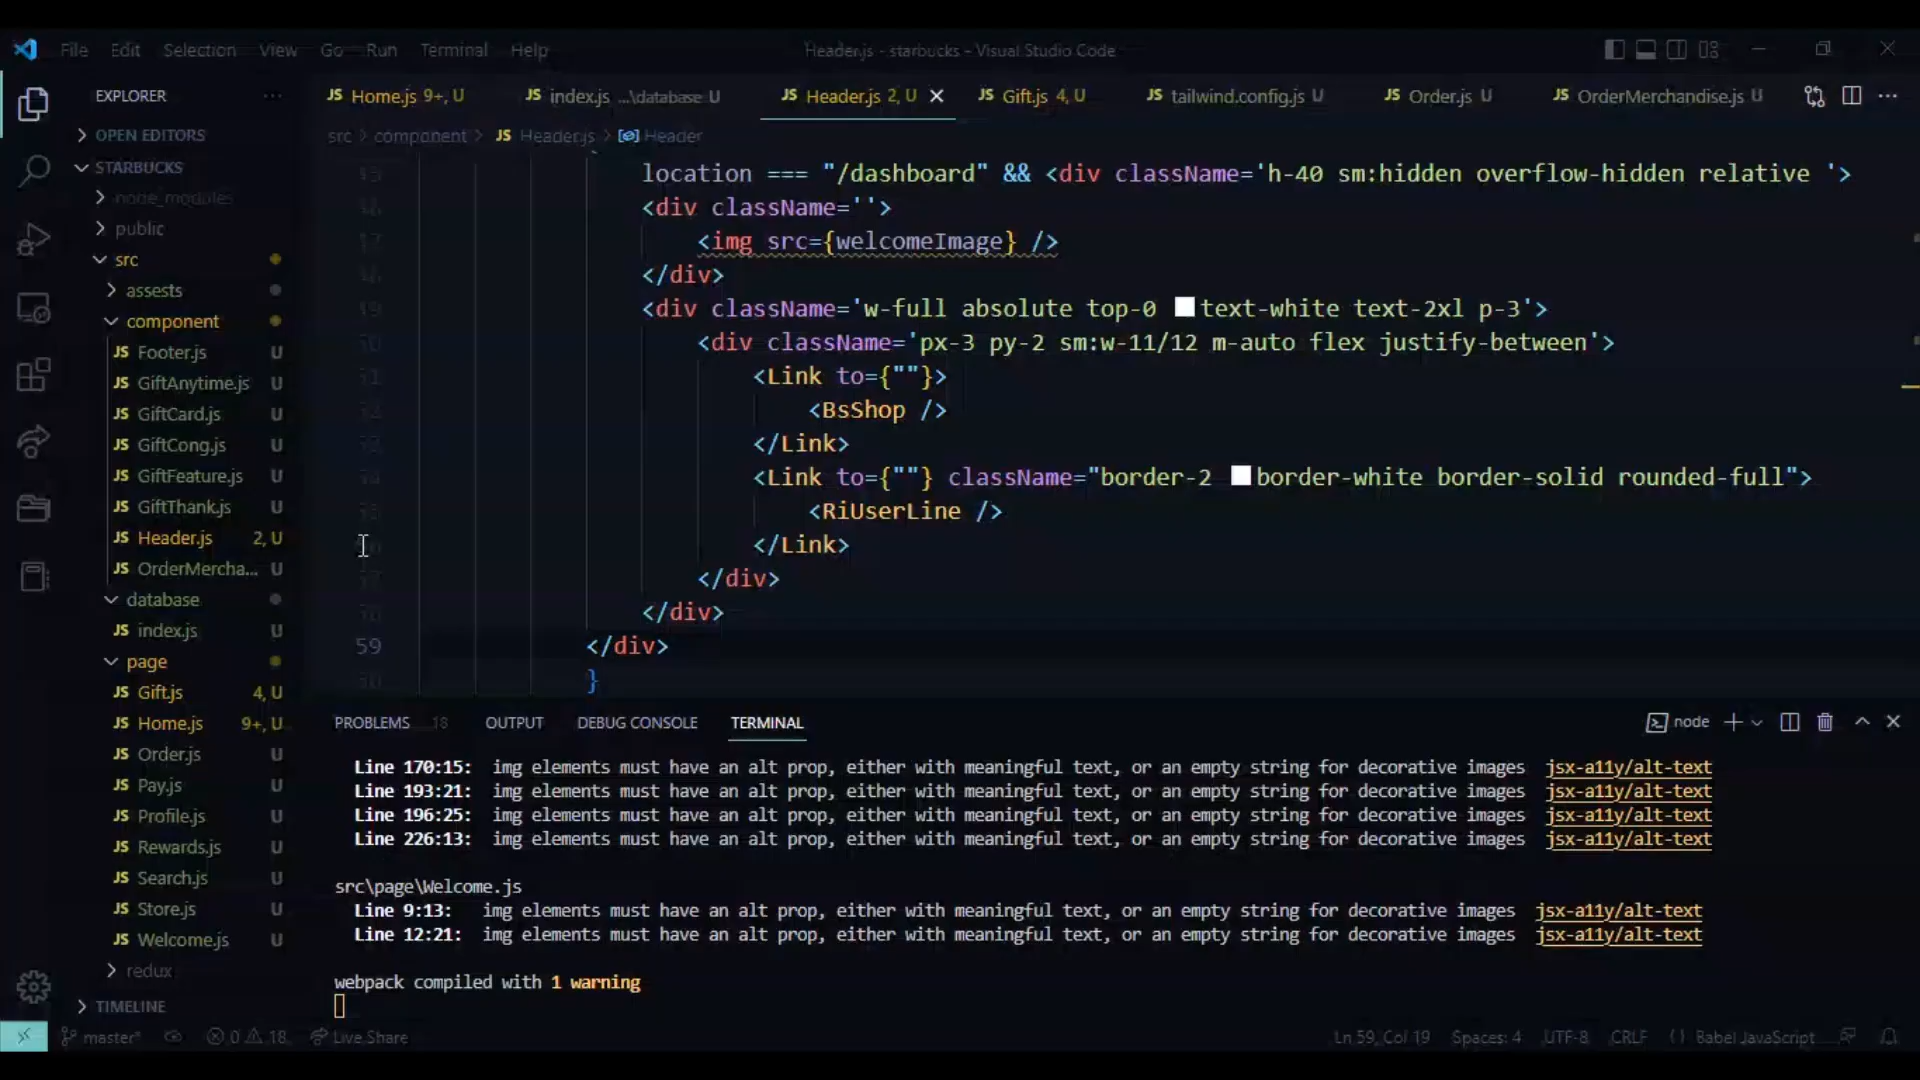 File Edit Selection View Go Run Terminal Help
Header.js - starbucks - Visual Studio Code
EXPLORER
JS Home.js 9+, U
JS index.js ...\database U
JS Header.js 2, U
JS Gift.js 4, U
JS tailwind.config.js U
JS Order.js U
JS OrderMerchandise.js U
src > component > JS Header.js > Header
OPEN EDITORS
STARBUCKS
node_modules
public
src
assests
component
JS Footer.js U
JS GiftAnytime.js U
JS GiftCard.js U
JS GiftCong.js U
JS GiftFeature.js U
JS GiftThank.js U
JS Header.js 2, U
JS OrderMercha... U
database
JS index.js U
page
JS Gift.js 4, U
JS Home.js 9+, U
JS Order.js U
JS Pay.js U
JS Profile.js U
JS Rewards.js U
JS Search.js U
JS Store.js U
JS Welcome.js U
redux
TIMELINE
location === "/dashboard" && <div className='h-40 sm:hidden overflow-hidden relative '>
<div className=''>
<img src={welcomeImage} />
</div>
<div className='w-full absolute top-0 text-white text-2xl p-3'>
<div className='px-3 py-2 sm:w-11/12 m-auto flex justify-between'>
<Link to={""}>
<BsShop />
</Link>
<Link to={""} className="border-2 border-white border-solid rounded-full">
<RiUserLine />
</Link>
</div>
</div>
59 </div>
}
PROBLEMS 18 OUTPUT DEBUG CONSOLE TERMINAL
node
Line 170:15: img elements must have an alt prop, either with meaningful text, or an empty string for decorative images jsx-a11y/alt-text
Line 193:21: img elements must have an alt prop, either with meaningful text, or an empty string for decorative images jsx-a11y/alt-text
Line 196:25: img elements must have an alt prop, either with meaningful text, or an empty string for decorative images jsx-a11y/alt-text
Line 226:13: img elements must have an alt prop, either with meaningful text, or an empty string for decorative images jsx-a11y/alt-text
src\page\Welcome.js
Line 9:13: img elements must have an alt prop, either with meaningful text, or an empty string for decorative images jsx-a11y/alt-text
Line 12:21: img elements must have an alt prop, either with meaningful text, or an empty string for decorative images jsx-a11y/alt-text
webpack compiled with 1 warning
master* 0 18 Live Share
Ln 59, Col 19 Spaces: 4 UTF-8 CRLF Babel JavaScript